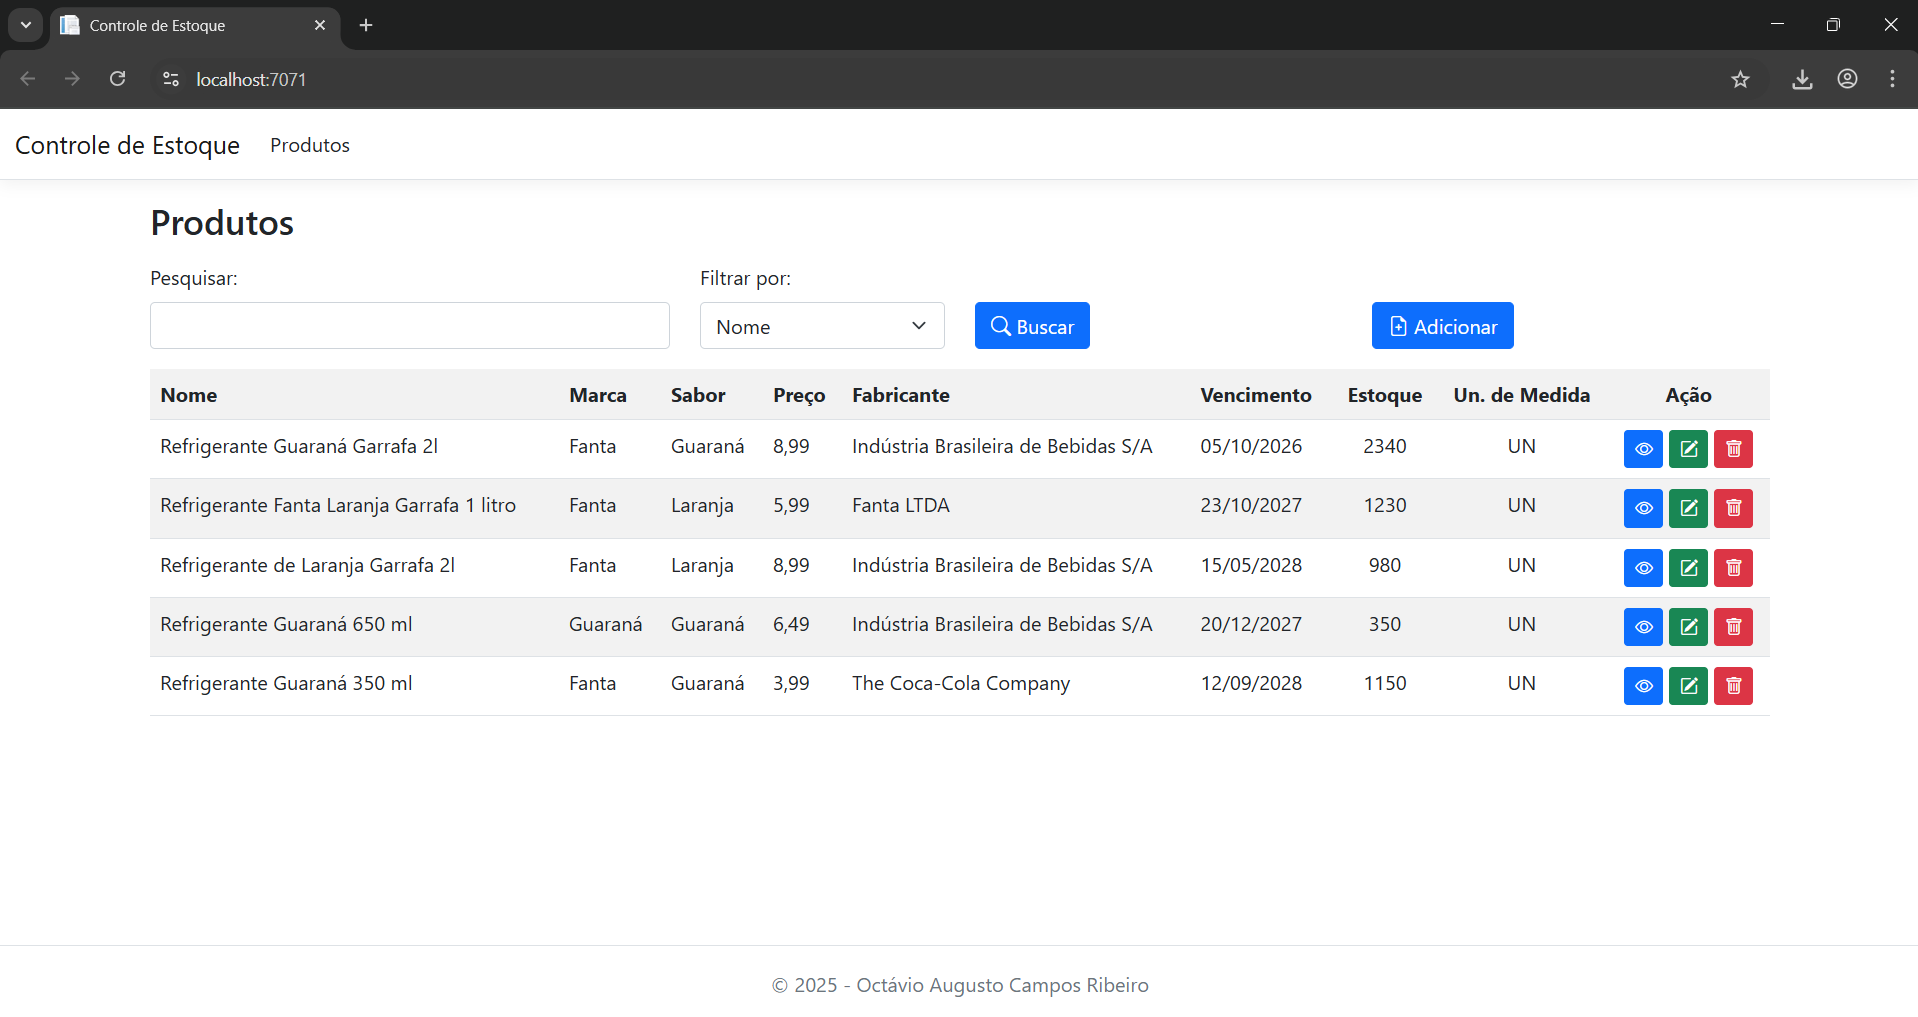 Controle de Estoque
localhost:7071
Controle de Estoque Produtos
Produtos
Pesquisar: Filtrar por:
Nome Buscar Adicionar
Nome Marca Sabor Preço Fabricante Vencimento Estoque Un. de Medida Ação
Refrigerante Guaraná Garrafa 2l Fanta Guaraná 8,99 Indústria Brasileira de Bebidas S/A 05/10/2026 2340 UN
Refrigerante Fanta Laranja Garrafa 1 litro Fanta Laranja 5,99 Fanta LTDA 23/10/2027 1230 UN
Refrigerante de Laranja Garrafa 2l Fanta Laranja 8,99 Indústria Brasileira de Bebidas S/A 15/05/2028 980 UN
Refrigerante Guaraná 650 ml Guaraná Guaraná 6,49 Indústria Brasileira de Bebidas S/A 20/12/2027 350 UN
Refrigerante Guaraná 350 ml Fanta Guaraná 3,99 The Coca-Cola Company 12/09/2028 1150 UN
© 2025 - Octávio Augusto Campos Ribeiro